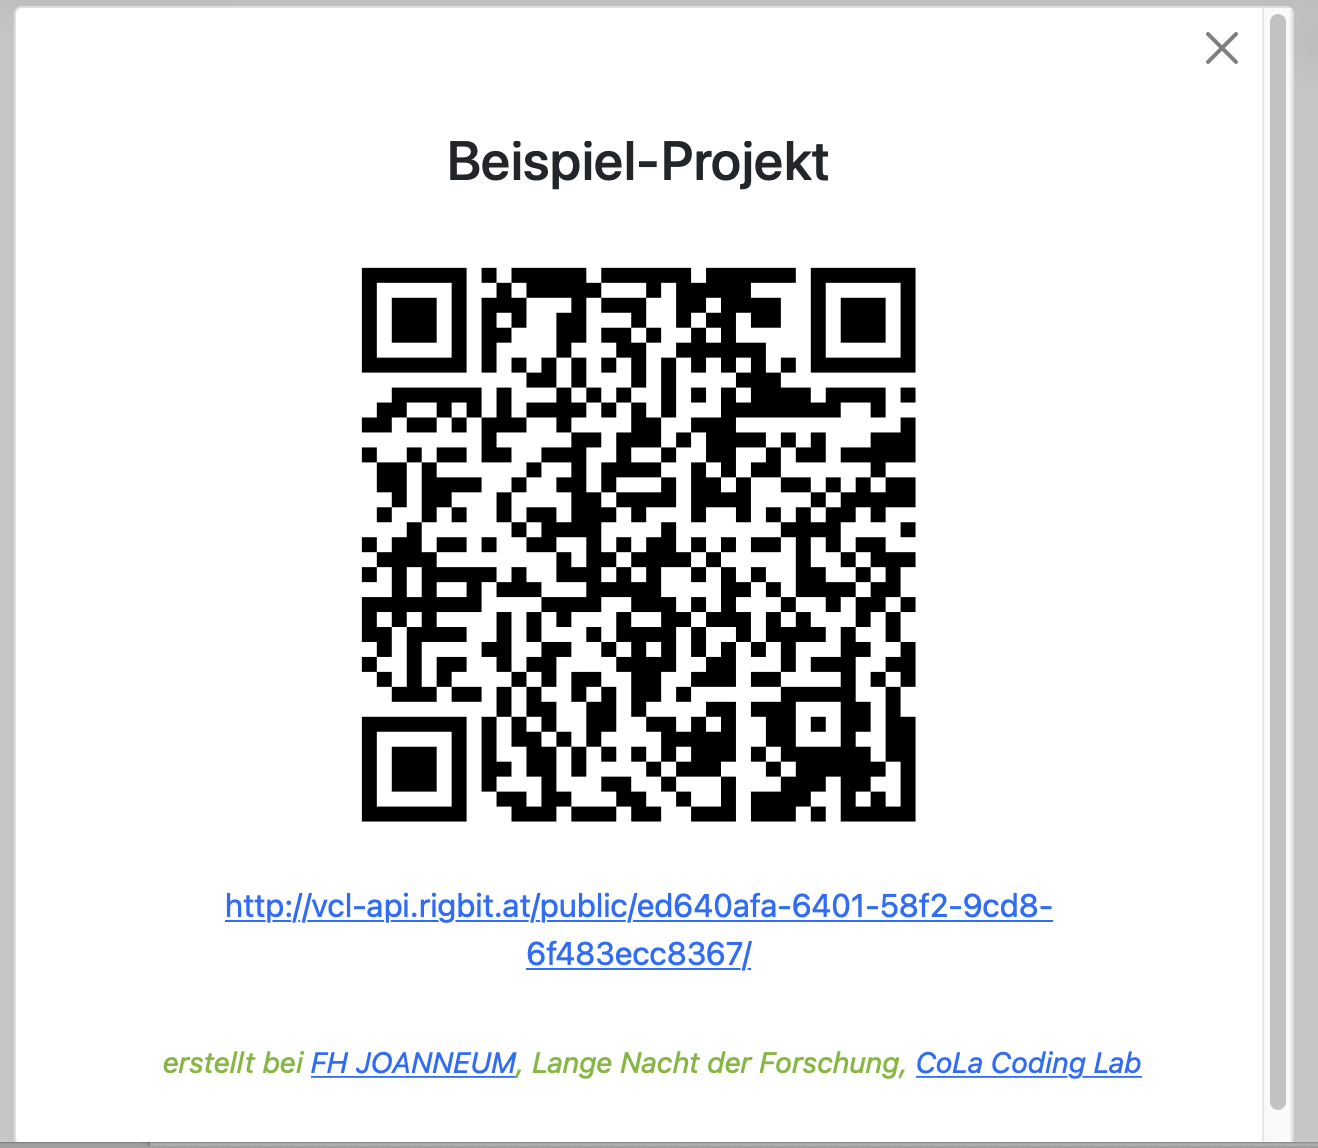 Beispiel-Projekt
http://vcl-api.rigbit.at/public/ed640afa-6401-58f2-9cd8-
6f483ecc8367/
erstellt bei FH JOANNEUM, Lange Nacht der Forschung, CoLa Coding Lab